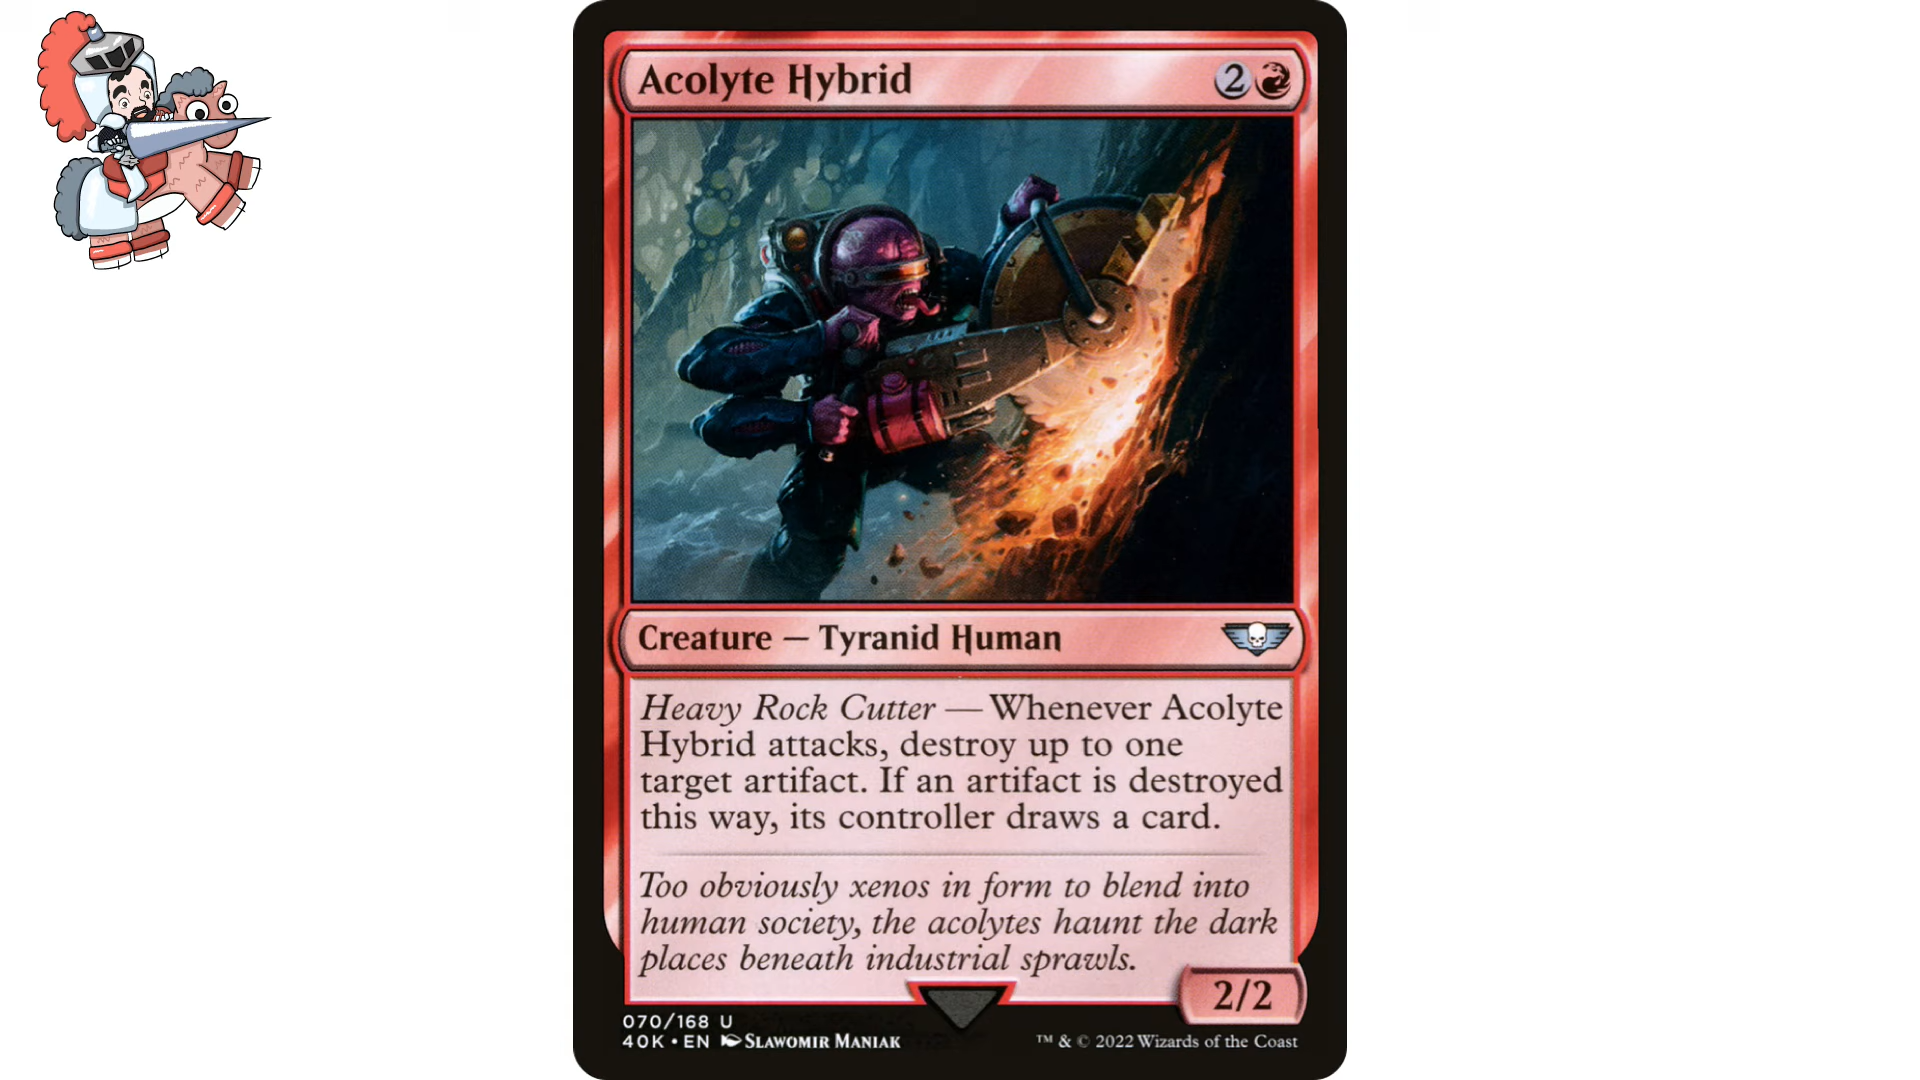 Acolyte Hybrid 2
Creature — Tyranid Human
Heavy Rock Cutter — Whenever Acolyte
Hybrid attacks, destroy up to one
target artifact. If an artifact is destroyed
this way, its controller draws a card.
Too obviously xenos in form to blend into
human society, the acolytes haunt the dark
places beneath industrial sprawls.
2/2
070/168 U
40K • EN Slawomir Maniak
™ & © 2022 Wizards of the Coast